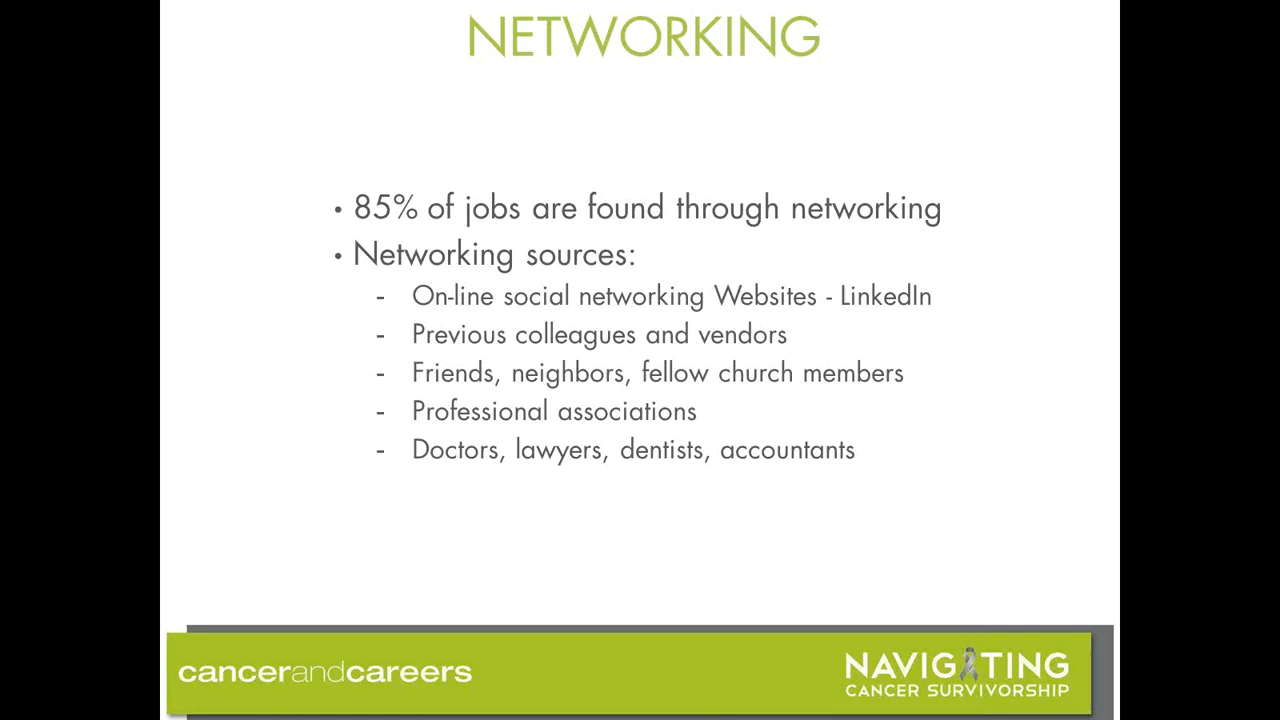 NETWORKING
• 85% of jobs are found through networking
• Networking sources:
- On-line social networking Websites - LinkedIn
- Previous colleagues and vendors
- Friends, neighbors, fellow church members
- Professional associations
- Doctors, lawyers, dentists, accountants
cancerandcareers
NAVIGATING
CANCER SURVIVORSHIP